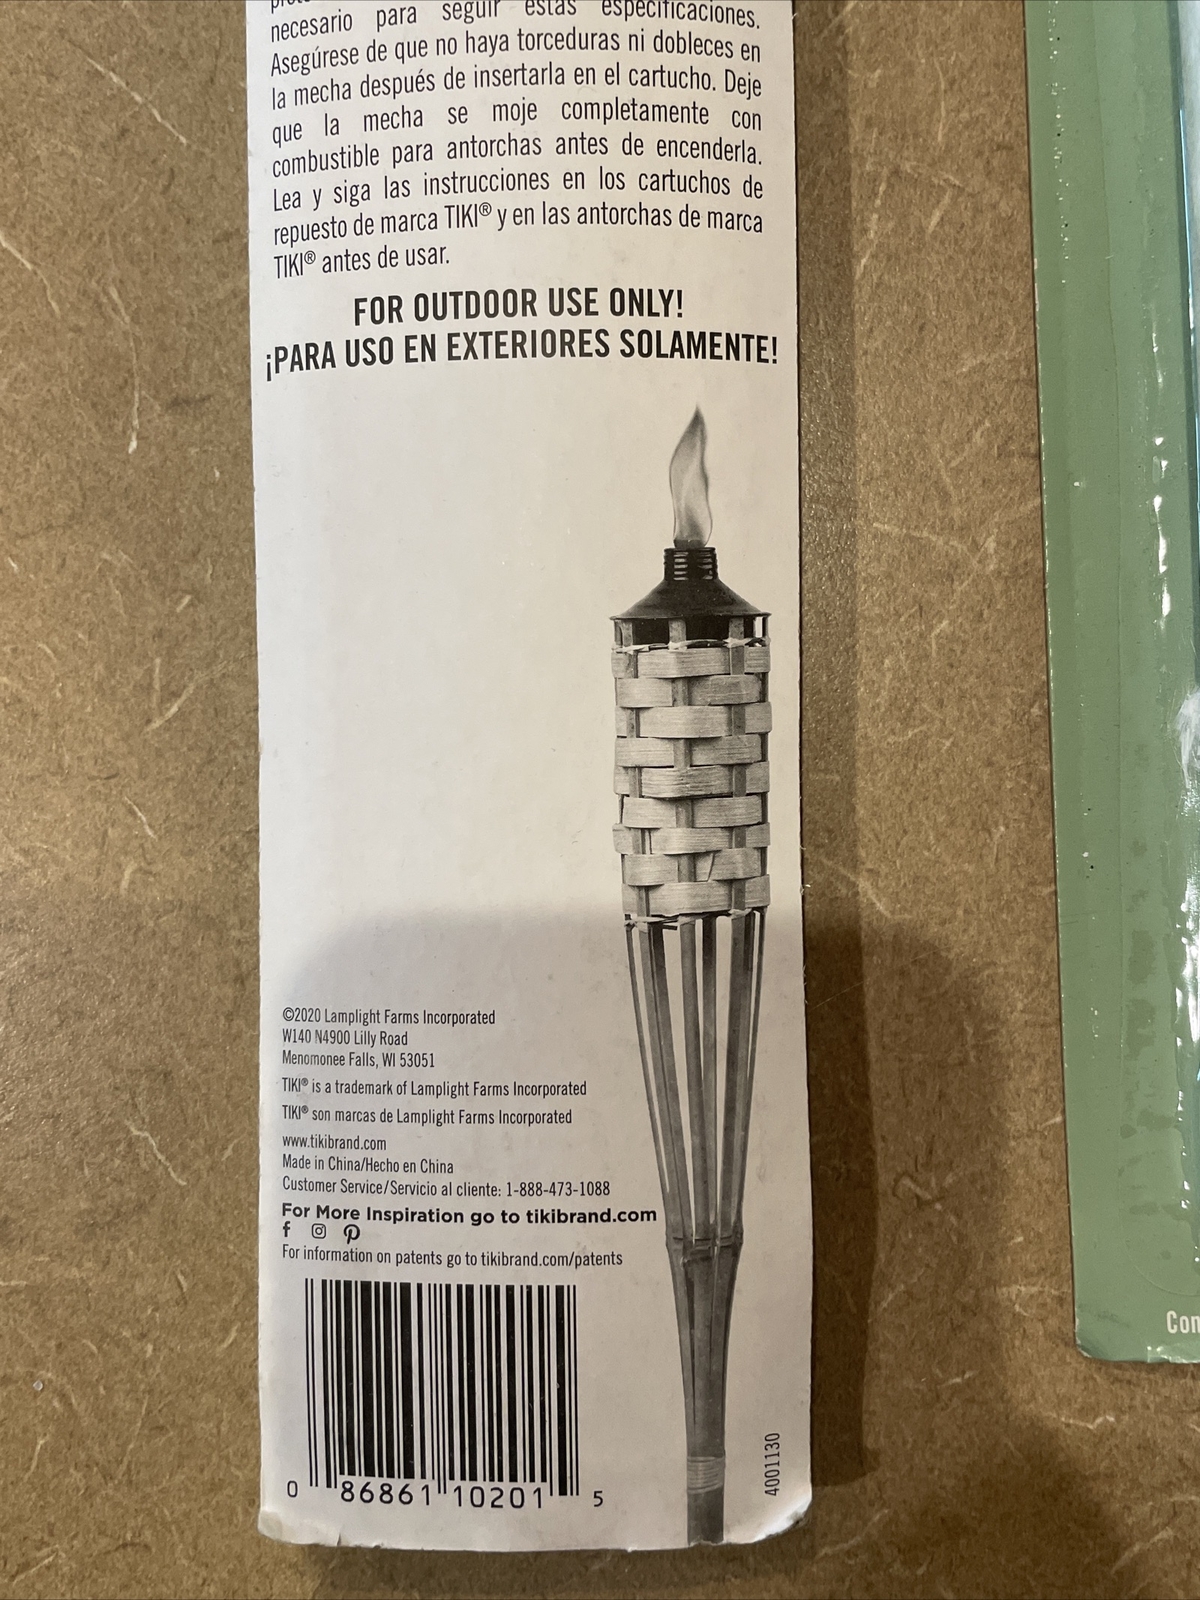 necesario para seguir estas especificaciones.
Asegúrese de que no haya torceduras ni dobleces en
la mecha después de insertarla en el cartucho. Deje
que la mecha se moje completamente con
combustible para antorchas antes de encenderla.
Lea y siga las instrucciones en los cartuchos de
repuesto de marca TIKI® y en las antorchas de marca
TIKI® antes de usar.
FOR OUTDOOR USE ONLY!
¡PARA USO EN EXTERIORES SOLAMENTE!
©2020 Lamplight Farms Incorporated
W140 N4900 Lilly Road
Menomonee Falls, WI 53051
TIKI® is a trademark of Lamplight Farms Incorporated
TIKI® son marcas de Lamplight Farms Incorporated
www.tikibrand.com
Made in China/Hecho en China
Customer Service/Servicio al cliente: 1-888-473-1088
For More Inspiration go to tikibrand.com
For information on patents go to tikibrand.com/patents
0 86861 10201 5
4001130
Con